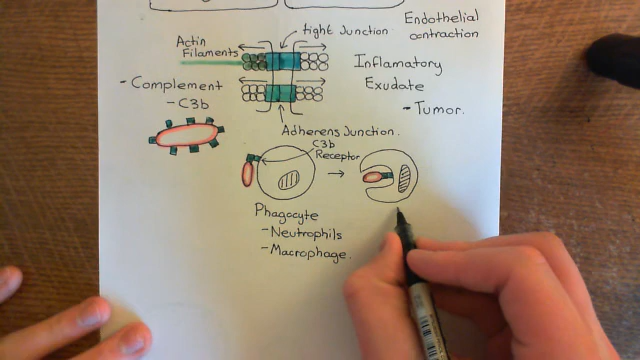 Endothelial
contraction
tight Junction
Actin
Filaments
Inflamatory
Exudate
- Tumor.
- Complement
- C3b
Adherens Junction.
C3b
Receptor
Phagocyte
- Neutrophils
- Macrophage.